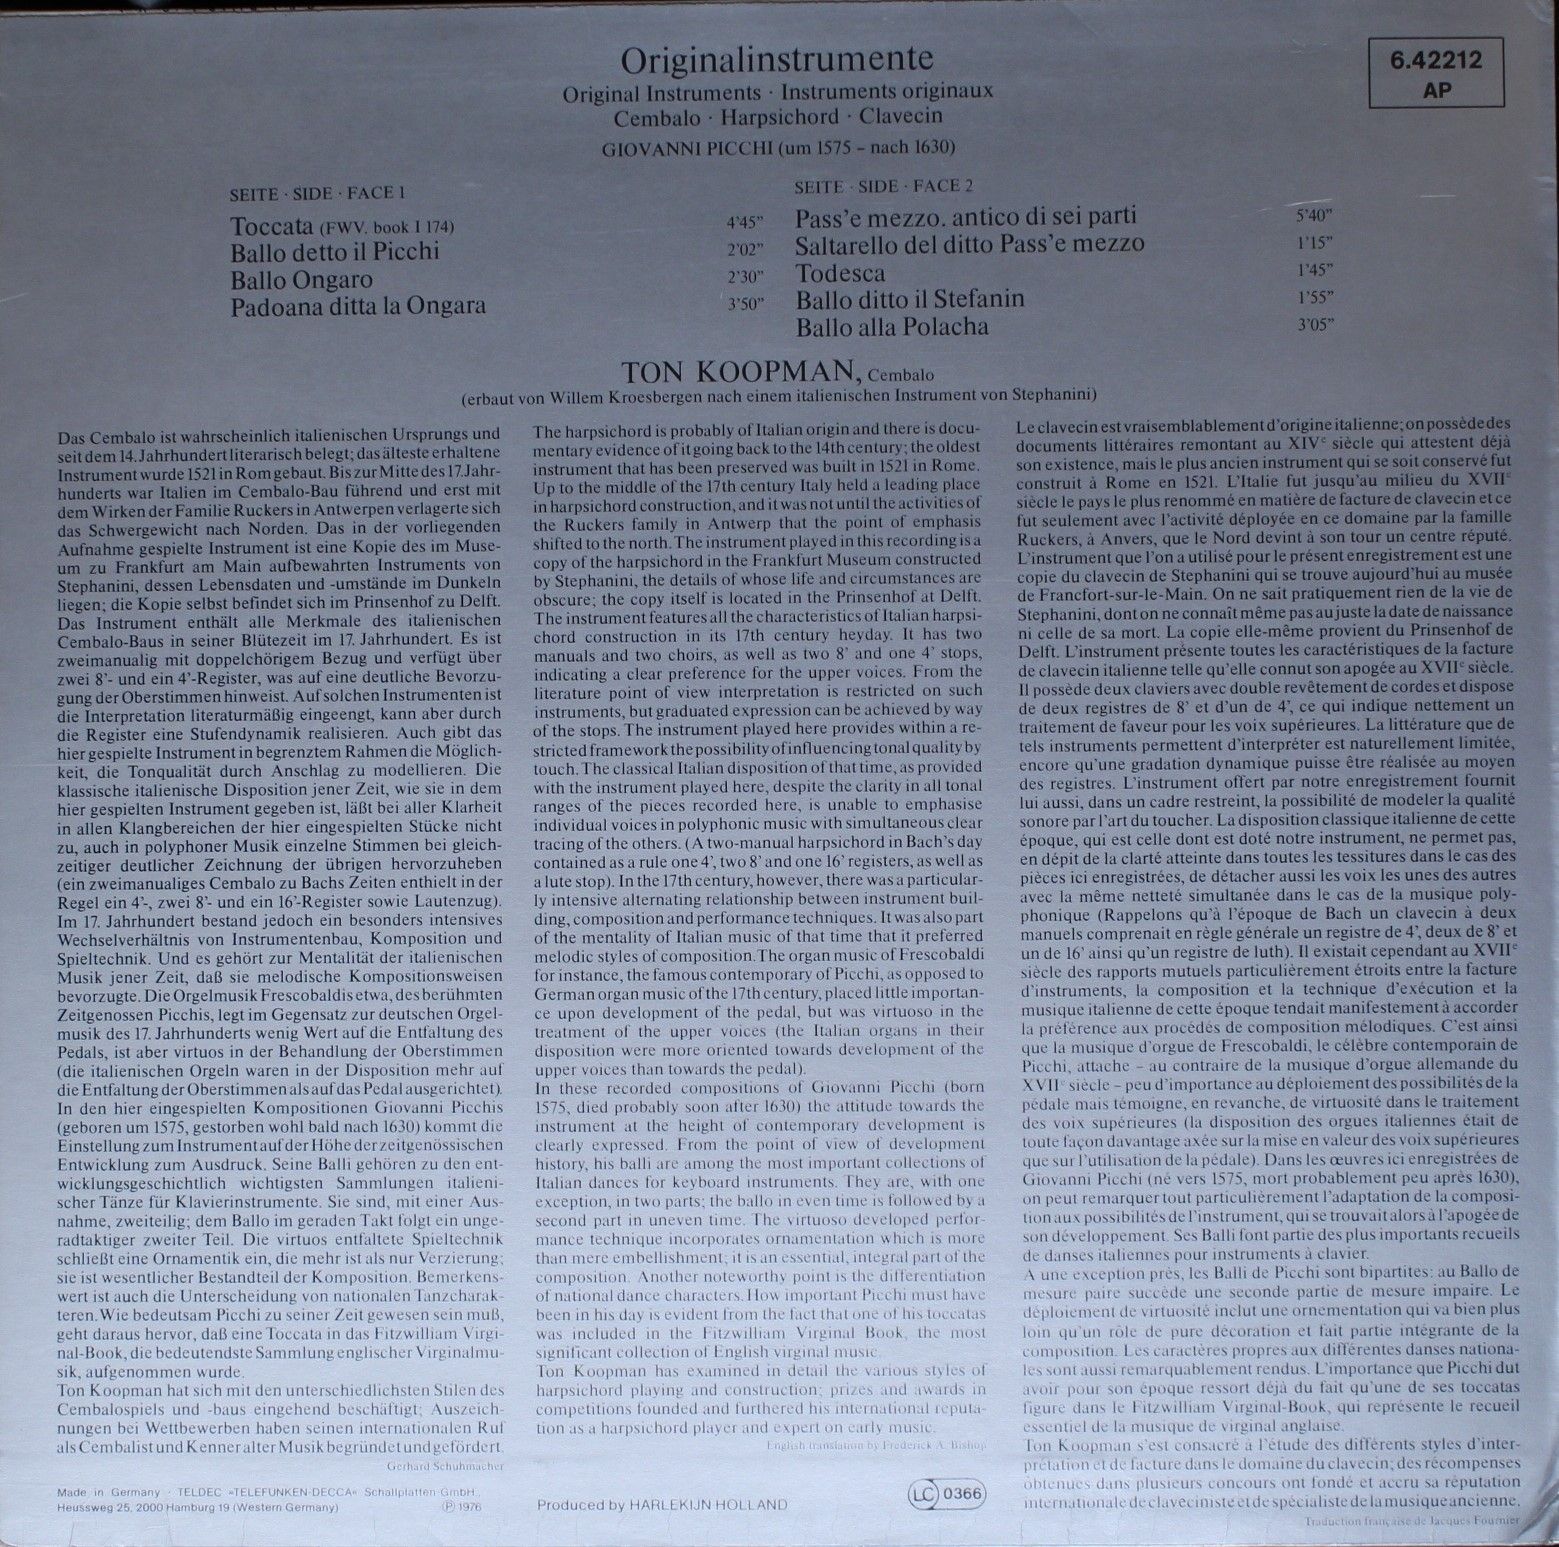 Originalinstrumente
Original Instruments · Instruments originaux
Cembalo · Harpsichord · Clavecin
GIOVANNI PICCHI (um 1575 – nach 1630)
6.42212
AP
SEITE · SIDE · FACE 1
Toccata (FWV. book I 174) 4'45”
Ballo detto il Picchi 2'02”
Ballo Ongaro 2'30”
Padoana ditta la Ongara 3'50”
SEITE · SIDE · FACE 2
Pass'e mezzo. antico di sei parti 5'40”
Saltarello del ditto Pass'e mezzo 1'15”
Todesca 1'45”
Ballo ditto il Stefanin 1'55”
Ballo alla Polacha 3'05”
TON KOOPMAN, Cembalo
(erbaut von Willem Kroesbergen nach einem italienischen Instrument von Stephanini)
Das Cembalo ist wahrscheinlich italienischen Ursprungs und
seit dem 14. Jahrhundert literarisch belegt; das älteste erhaltene
Instrument wurde 1521 in Rom gebaut. Bis zur Mitte des 17. Jahr-
hunderts war Italien im Cembalo-Bau führend und erst mit
dem Wirken der Familie Ruckers in Antwerpen verlagerte sich
das Schwergewicht nach Norden. Das in der vorliegenden
Aufnahme gespielte Instrument ist eine Kopie des im Muse-
um zu Frankfurt am Main aufbewahrten Instruments von
Stephanini, dessen Lebensdaten und -umstände im Dunkeln
liegen; die Kopie selbst befindet sich im Prinsenhof zu Delft.
Das Instrument enthält alle Merkmale des italienischen
Cembalo-Baus in seiner Blütezeit im 17. Jahrhundert. Es ist
zweimanualig mit doppelchörigem Bezug und verfügt über
zwei 8'- und ein 4'-Register, was auf eine deutliche Bevorzu-
gung der Oberstimmen hinweist. Auf solchen Instrumenten ist
die Interpretation literaturmäßig eingeengt, kann aber durch
die Register eine Stufendynamik realisieren. Auch gibt das
hier gespielte Instrument in begrenztem Rahmen die Möglich-
keit, die Tonqualität durch Anschlag zu modellieren. Die
klassische italienische Disposition jener Zeit, wie sie in dem
hier gespielten Instrument gegeben ist, läßt bei aller Klarheit
in allen Klangbereichen der hier eingespielten Stücke nicht
zu, auch in polyphoner Musik einzelne Stimmen bei gleich-
zeitiger deutlicher Zeichnung der übrigen hervorzuheben
(ein zweimanualiges Cembalo zu Bachs Zeiten enthielt in der
Regel ein 4'-, zwei 8'- und ein 16'-Register sowie Lautenzug).
Im 17. Jahrhundert bestand jedoch ein besonders intensives
Wechselverhältnis von Instrumentenbau, Komposition und
Spieltechnik. Und es gehört zur Mentalität der italienischen
Musik jener Zeit, daß sie melodische Kompositionsweisen
bevorzugte. Die Orgelmusik Frescobaldis etwa, des berühmten
Zeitgenossen Picchis, legt im Gegensatz zur deutschen Orgel-
musik des 17. Jahrhunderts wenig Wert auf die Entfaltung des
Pedals, ist aber virtuos in der Behandlung der Oberstimmen
(die italienischen Orgeln waren in der Disposition mehr auf
die Entfaltung der Oberstimmen als auf das Pedal ausgerichtet).
In den hier eingespielten Kompositionen Giovanni Picchis
(geboren um 1575, gestorben wohl bald nach 1630) kommt die
Einstellung zum Instrument auf der Höhe der zeitgenössischen
Entwicklung zum Ausdruck. Seine Balli gehören zu den ent-
wicklungsgeschichtlich wichtigsten Sammlungen italieni-
scher Tänze für Klavierinstrumente. Sie sind, mit einer Aus-
nahme, zweiteilig; dem Ballo im geraden Takt folgt ein unge-
radtaktiger zweiter Teil. Die virtuos entfaltete Spieltechnik
schließt eine Ornamentik ein, die mehr ist als nur Verzierung;
sie ist wesentlicher Bestandteil der Komposition. Bemerkens-
wert ist auch die Unterscheidung von nationalen Tanzcharak-
teren. Wie bedeutsam Picchi zu seiner Zeit gewesen sein muß,
geht daraus hervor, daß eine Toccata in das Fitzwilliam Virgi-
nal-Book, die bedeutendste Sammlung englischer Virginalmu-
sik, aufgenommen wurde.
Ton Koopman hat sich mit den unterschiedlichsten Stilen des
Cembalospiels und -baus eingehend beschäftigt; Auszeich-
nungen bei Wettbewerben haben seinen internationalen Ruf
als Cembalist und Kenner alter Musik begründet und gefördert.
Gerhard Schuhmacher
The harpsichord is probably of Italian origin and there is docu-
mentary evidence of it going back to the 14th century; the oldest
instrument that has been preserved was built in 1521 in Rome.
Up to the middle of the 17th century Italy held a leading place
in harpsichord construction, and it was not until the activities of
the Ruckers family in Antwerp that the point of emphasis
shifted to the north. The instrument played in this recording is a
copy of the harpsichord in the Frankfurt Museum constructed
by Stephanini, the details of whose life and circumstances are
obscure; the copy itself is located in the Prinsenhof at Delft.
The instrument features all the characteristics of Italian harpsi-
chord construction in its 17th century heyday. It has two
manuals and two choirs, as well as two 8' and one 4' stops,
indicating a clear preference for the upper voices. From the
literature point of view interpretation is restricted on such
instruments, but graduated expression can be achieved by way
of the stops. The instrument played here provides within a re-
stricted framework the possibility of influencing tonal quality by
touch. The classical Italian disposition of that time, as provided
with the instrument played here, despite the clarity in all tonal
ranges of the pieces recorded here, is unable to emphasise
individual voices in polyphonic music with simultaneous clear
tracing of the others. (A two-manual harpsichord in Bach's day
contained as a rule one 4', two 8' and one 16' registers, as well as
a lute stop). In the 17th century, however, there was a particular-
ly intensive alternating relationship between instrument buil-
ding, composition and performance techniques. It was also part
of the mentality of Italian music of that time that it preferred
melodic styles of composition. The organ music of Frescobaldi
for instance, the famous contemporary of Picchi, as opposed to
German organ music of the 17th century, placed little importan-
ce upon development of the pedal, but was virtuoso in the
treatment of the upper voices (the Italian organs in their
disposition were more oriented towards development of the
upper voices than towards the pedal).
In these recorded compositions of Giovanni Picchi (born
1575, died probably soon after 1630) the attitude towards the
instrument at the height of contemporary development is
clearly expressed. From the point of view of development
history, his balli are among the most important collections of
Italian dances for keyboard instruments. They are, with one
exception, in two parts; the ballo in even time is followed by a
second part in uneven time. The virtuoso developed perfor-
mance technique incorporates ornamentation which is more
than mere embellishment; it is an essential, integral part of the
composition. Another noteworthy point is the differentiation
of national dance characters. How important Picchi must have
been in his day is evident from the fact that one of his toccatas
was included in the Fitzwilliam Virginal Book, the most
significant collection of English virginal music.
Ton Koopman has examined in detail the various styles of
harpsichord playing and construction; prizes and awards in
competitions founded and furthered his international reputa-
tion as a harpsichord player and expert on early music.
English translation by Frederick A. Bishop
Le clavecin est vraisemblablement d'origine italienne; on possède des
documents littéraires remontant au XIVe siècle qui attestent déjà
son existence, mais le plus ancien instrument qui se soit conservé fut
construit à Rome en 1521. L'Italie fut jusqu'au milieu du XVIIe
siècle le pays le plus renommé en matière de facture de clavecin et ce
fut seulement avec l'activité déployée en ce domaine par la famille
Ruckers, à Anvers, que le Nord devint à son tour un centre réputé.
L'instrument que l'on a utilisé pour le présent enregistrement est une
copie du clavecin de Stephanini qui se trouve aujourd'hui au musée
de Francfort-sur-le-Main. On ne sait pratiquement rien de la vie de
Stephanini, dont on ne connaît même pas au juste la date de naissance
ni celle de sa mort. La copie elle-même provient du Prinsenhof de
Delft. L'instrument présente toutes les caractéristiques de la facture
de clavecin italienne telle qu'elle connut son apogée au XVIIe siècle.
Il possède deux claviers avec double revêtement de cordes et dispose
de deux registres de 8' et d'un de 4', ce qui indique nettement un
traitement de faveur pour les voix supérieures. La littérature que de
tels instruments permettent d'interpréter est naturellement limitée,
encore qu'une gradation dynamique puisse être réalisée au moyen
des registres. L'instrument offert par notre enregistrement fournit
lui aussi, dans un cadre restreint, la possibilité de modeler la qualité
sonore par l'art du toucher. La disposition classique italienne de cette
époque, qui est celle dont est doté notre instrument, ne permet pas,
en dépit de la clarté atteinte dans toutes les tessitures dans le cas des
pièces ici enregistrées, de détacher aussi les voix les unes des autres
avec la même netteté simultanée dans le cas de la musique poly-
phonique (Rappelons qu'à l'époque de Bach un clavecin à deux
manuels comprenait en règle générale un registre de 4', deux de 8' et
un de 16' ainsi qu'un registre de luth). Il existait cependant au XVIIe
siècle des rapports mutuels particulièrement étroits entre la facture
d'instruments, la composition et la technique d'exécution et la
musique italienne de cette époque tendait manifestement à accorder
la préférence aux procédés de composition mélodiques. C'est ainsi
que la musique d'orgue de Frescobaldi, le célèbre contemporain de
Picchi, attache – au contraire de la musique d'orgue allemande du
XVIIe siècle – peu d'importance au déploiement des possibilités de la
pédale mais témoigne, en revanche, de virtuosité dans le traitement
des voix supérieures (la disposition des orgues italiennes était de
toute façon davantage axée sur la mise en valeur des voix supérieures
que sur l'utilisation de la pédale). Dans les œuvres ici enregistrées de
Giovanni Picchi (né vers 1575, mort probablement peu après 1630),
on peut remarquer tout particulièrement l'adaptation de la composi-
tion aux possibilités de l'instrument, qui se trouvait alors à l'apogée de
son développement. Ses Balli font partie des plus importants recueils
de danses italiennes pour instruments à clavier.
A une exception près, les Balli de Picchi sont bipartites: au Ballo de
mesure paire succède une seconde partie de mesure impaire. Le
déploiement de virtuosité inclut une ornementation qui va bien plus
loin qu'un rôle de pure décoration et fait partie intégrante de la
composition. Les caractères propres aux différentes danses nationa-
les sont aussi remarquablement rendus. L'importance que Picchi dut
avoir pour son époque ressort déjà du fait qu'une de ses toccatas
figure dans le Fitzwilliam Virginal-Book, qui représente le recueil
essentiel de la musique de virginal anglaise.
Ton Koopman s'est consacré à l'étude des différents styles d'inter-
prétation et de facture dans le domaine du clavecin; des récompenses
obtenues dans plusieurs concours ont fondé et accru sa réputation
internationale de claveciniste et de spécialiste de la musique ancienne.
Traduction française de Jacques Fournier
Made in Germany · TELDEC »TELEFUNKEN-DECCA« Schallplatten-GmbH.,
Heussweg 25, 2000 Hamburg 19 (Western Germany) Ⓟ 1976
Produced by HARLEKIJN HOLLAND
LC 0366